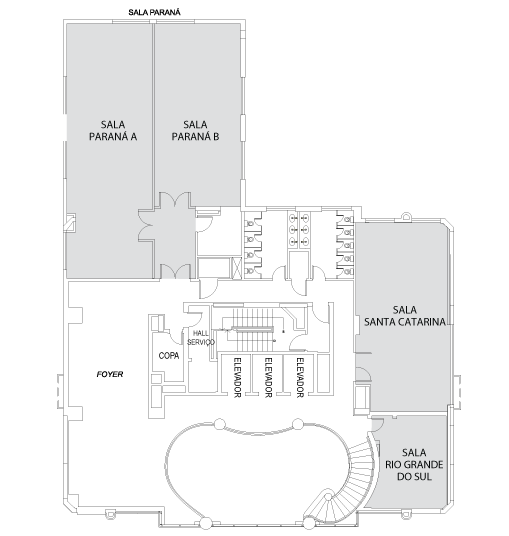 SALA PARANÁ
SALA
PARANÁ A
SALA
PARANÁ B
SALA
SANTA CATARINA
HALL
SERVIÇO
COPA
ELEVADOR
ELEVADOR
ELEVADOR
FOYER
SALA
RIO GRANDE
DO SUL